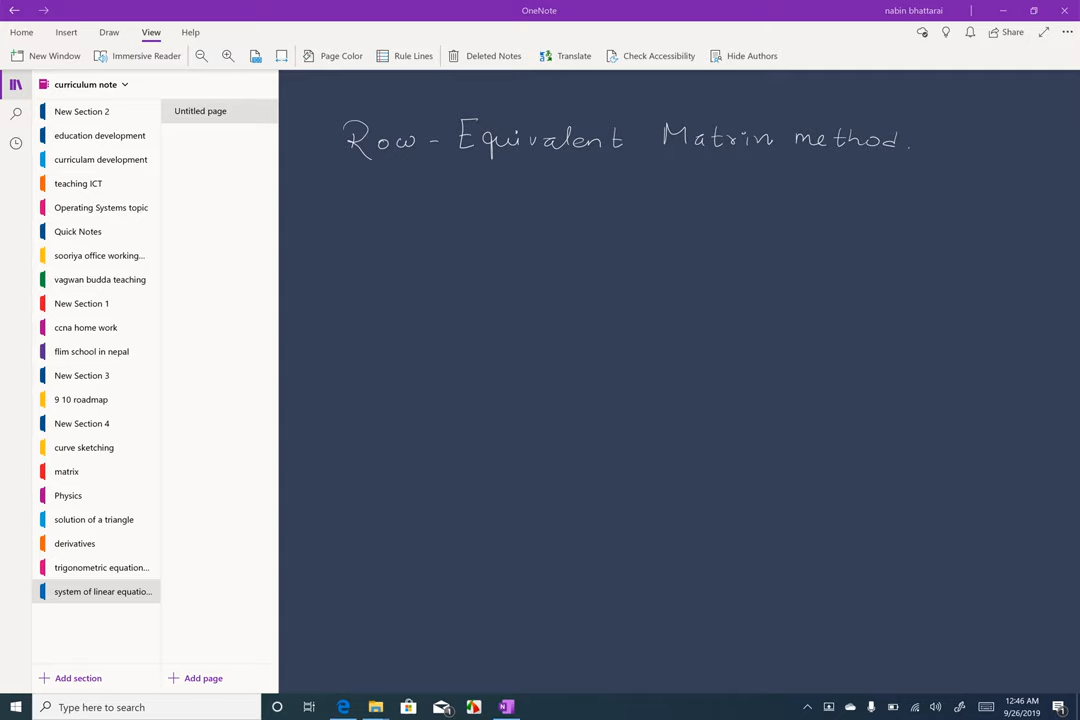 OneNote
nabin bhattarai
Home Insert Draw View Help
Share
New Window Immersive Reader Page Color Rule Lines Deleted Notes Translate Check Accessibility Hide Authors
curriculum note
New Section 2
education development
curriculam development
teaching ICT
Operating Systems topic
Quick Notes
sooriya office working...
vagwan budda teaching
New Section 1
ccna home work
flim school in nepal
New Section 3
9 10 roadmap
New Section 4
curve sketching
matrix
Physics
solution of a triangle
derivatives
trigonometric equation...
system of linear equatio...
Add section
Untitled page
Add page
Row - Equivalent Matrix method.
Type here to search
12:46 AM
9/26/2019